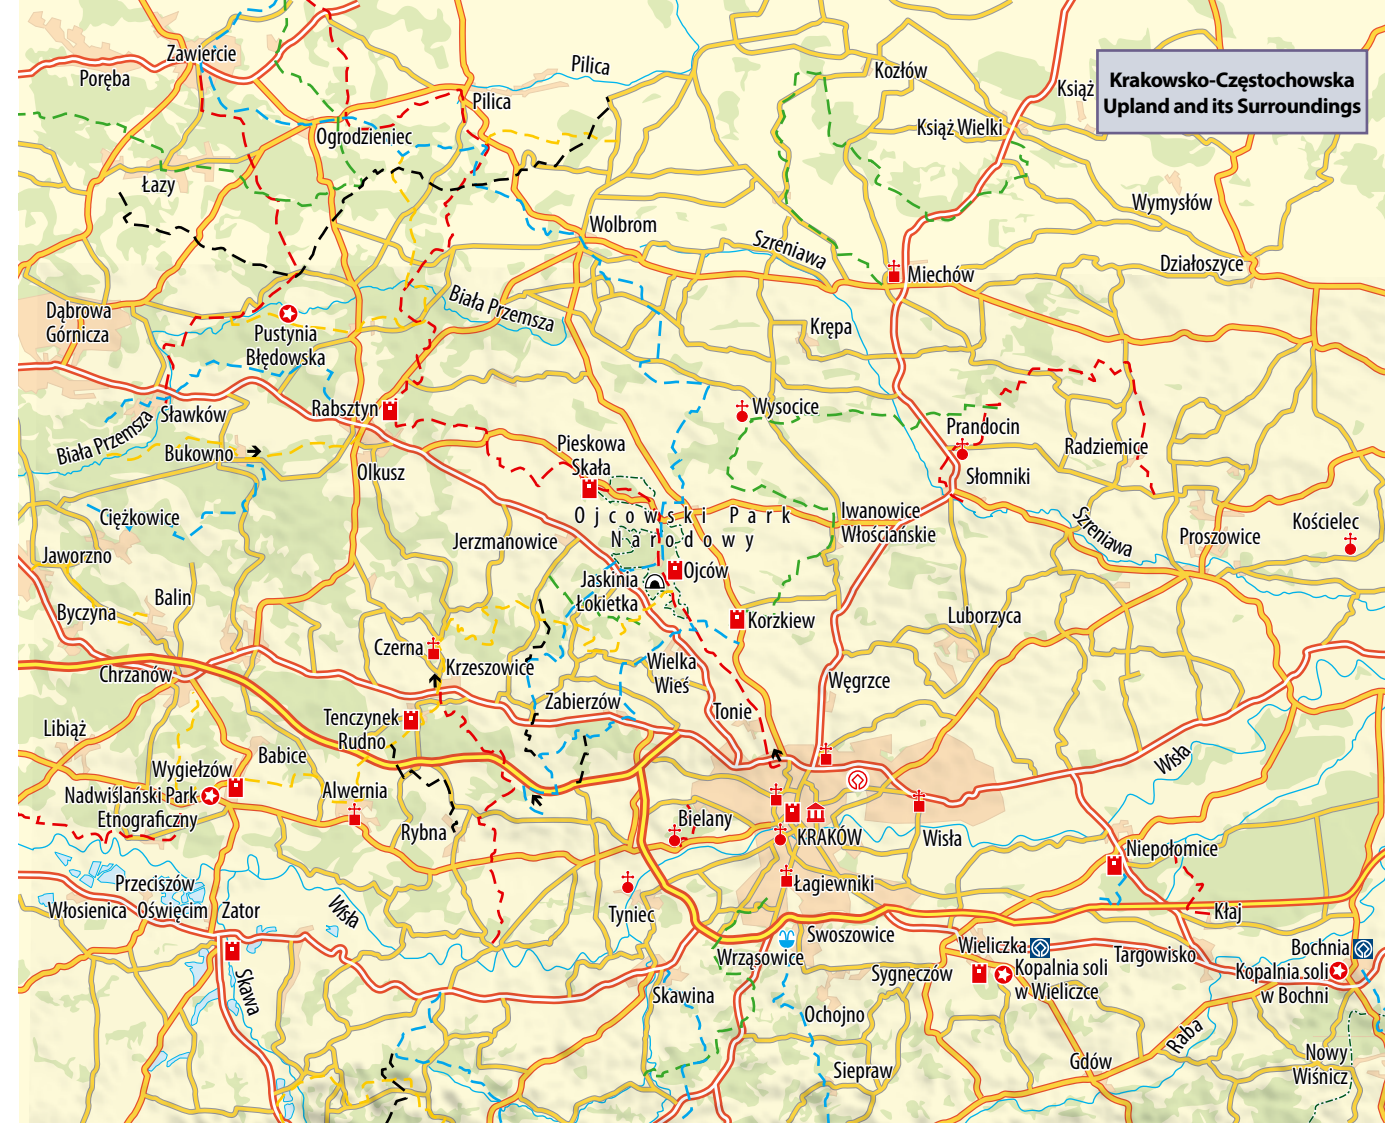 Krakowsko-Częstochowska
Upland and its Surroundings
Zawiercie
Poręba
Pilica
Pilica
Kozłów
Książ
Książ Wielki
Ogrodzieniec
Łazy
Wolbrom
Wymysłów
Szreniawa
Działoszyce
Miechów
Dąbrowa
Górnicza
Biała Przemsza
Pustynia
Błędowska
Krępa
Rabsztyn
Sławków
Wysocice
Biała Przemsza
Bukowno
Prandocin
Radziemice
Pieskowa
Skała
Olkusz
Słomniki
Ciężkowice
Ojcowski Park
Narodowy
Iwanowice
Włościańskie
Szreniawa
Kościelec
Proszowice
Jaworzno
Jerzmanowice
Ojców
Jaskinia
Łokietka
Byczyna
Balin
Korzkiew
Luborzyca
Czerna
Krzeszowice
Wielka
Wieś
Chrzanów
Węgrzce
Zabierzów
Tonie
Libiąż
Tenczynek
Rudno
Babice
Wisła
Wygiełzów
Nadwiślański Park
Etnograficzny
Alwernia
Rybna
Bielany
KRAKÓW
Wisła
Niepołomice
Przeciszów
Łagiewniki
Włosienica
Oświęcim
Zator
Wisła
Tyniec
Kłaj
Swoszowice
Wieliczka
Targowisko
Bochnia
Wrząsowice
Sygneczów
Kopalnia soli
w Wieliczce
Kopalnia soli
w Bochni
Skawa
Skawina
Ochojno
Raba
Gdów
Siepraw
Nowy
Wiśnicz